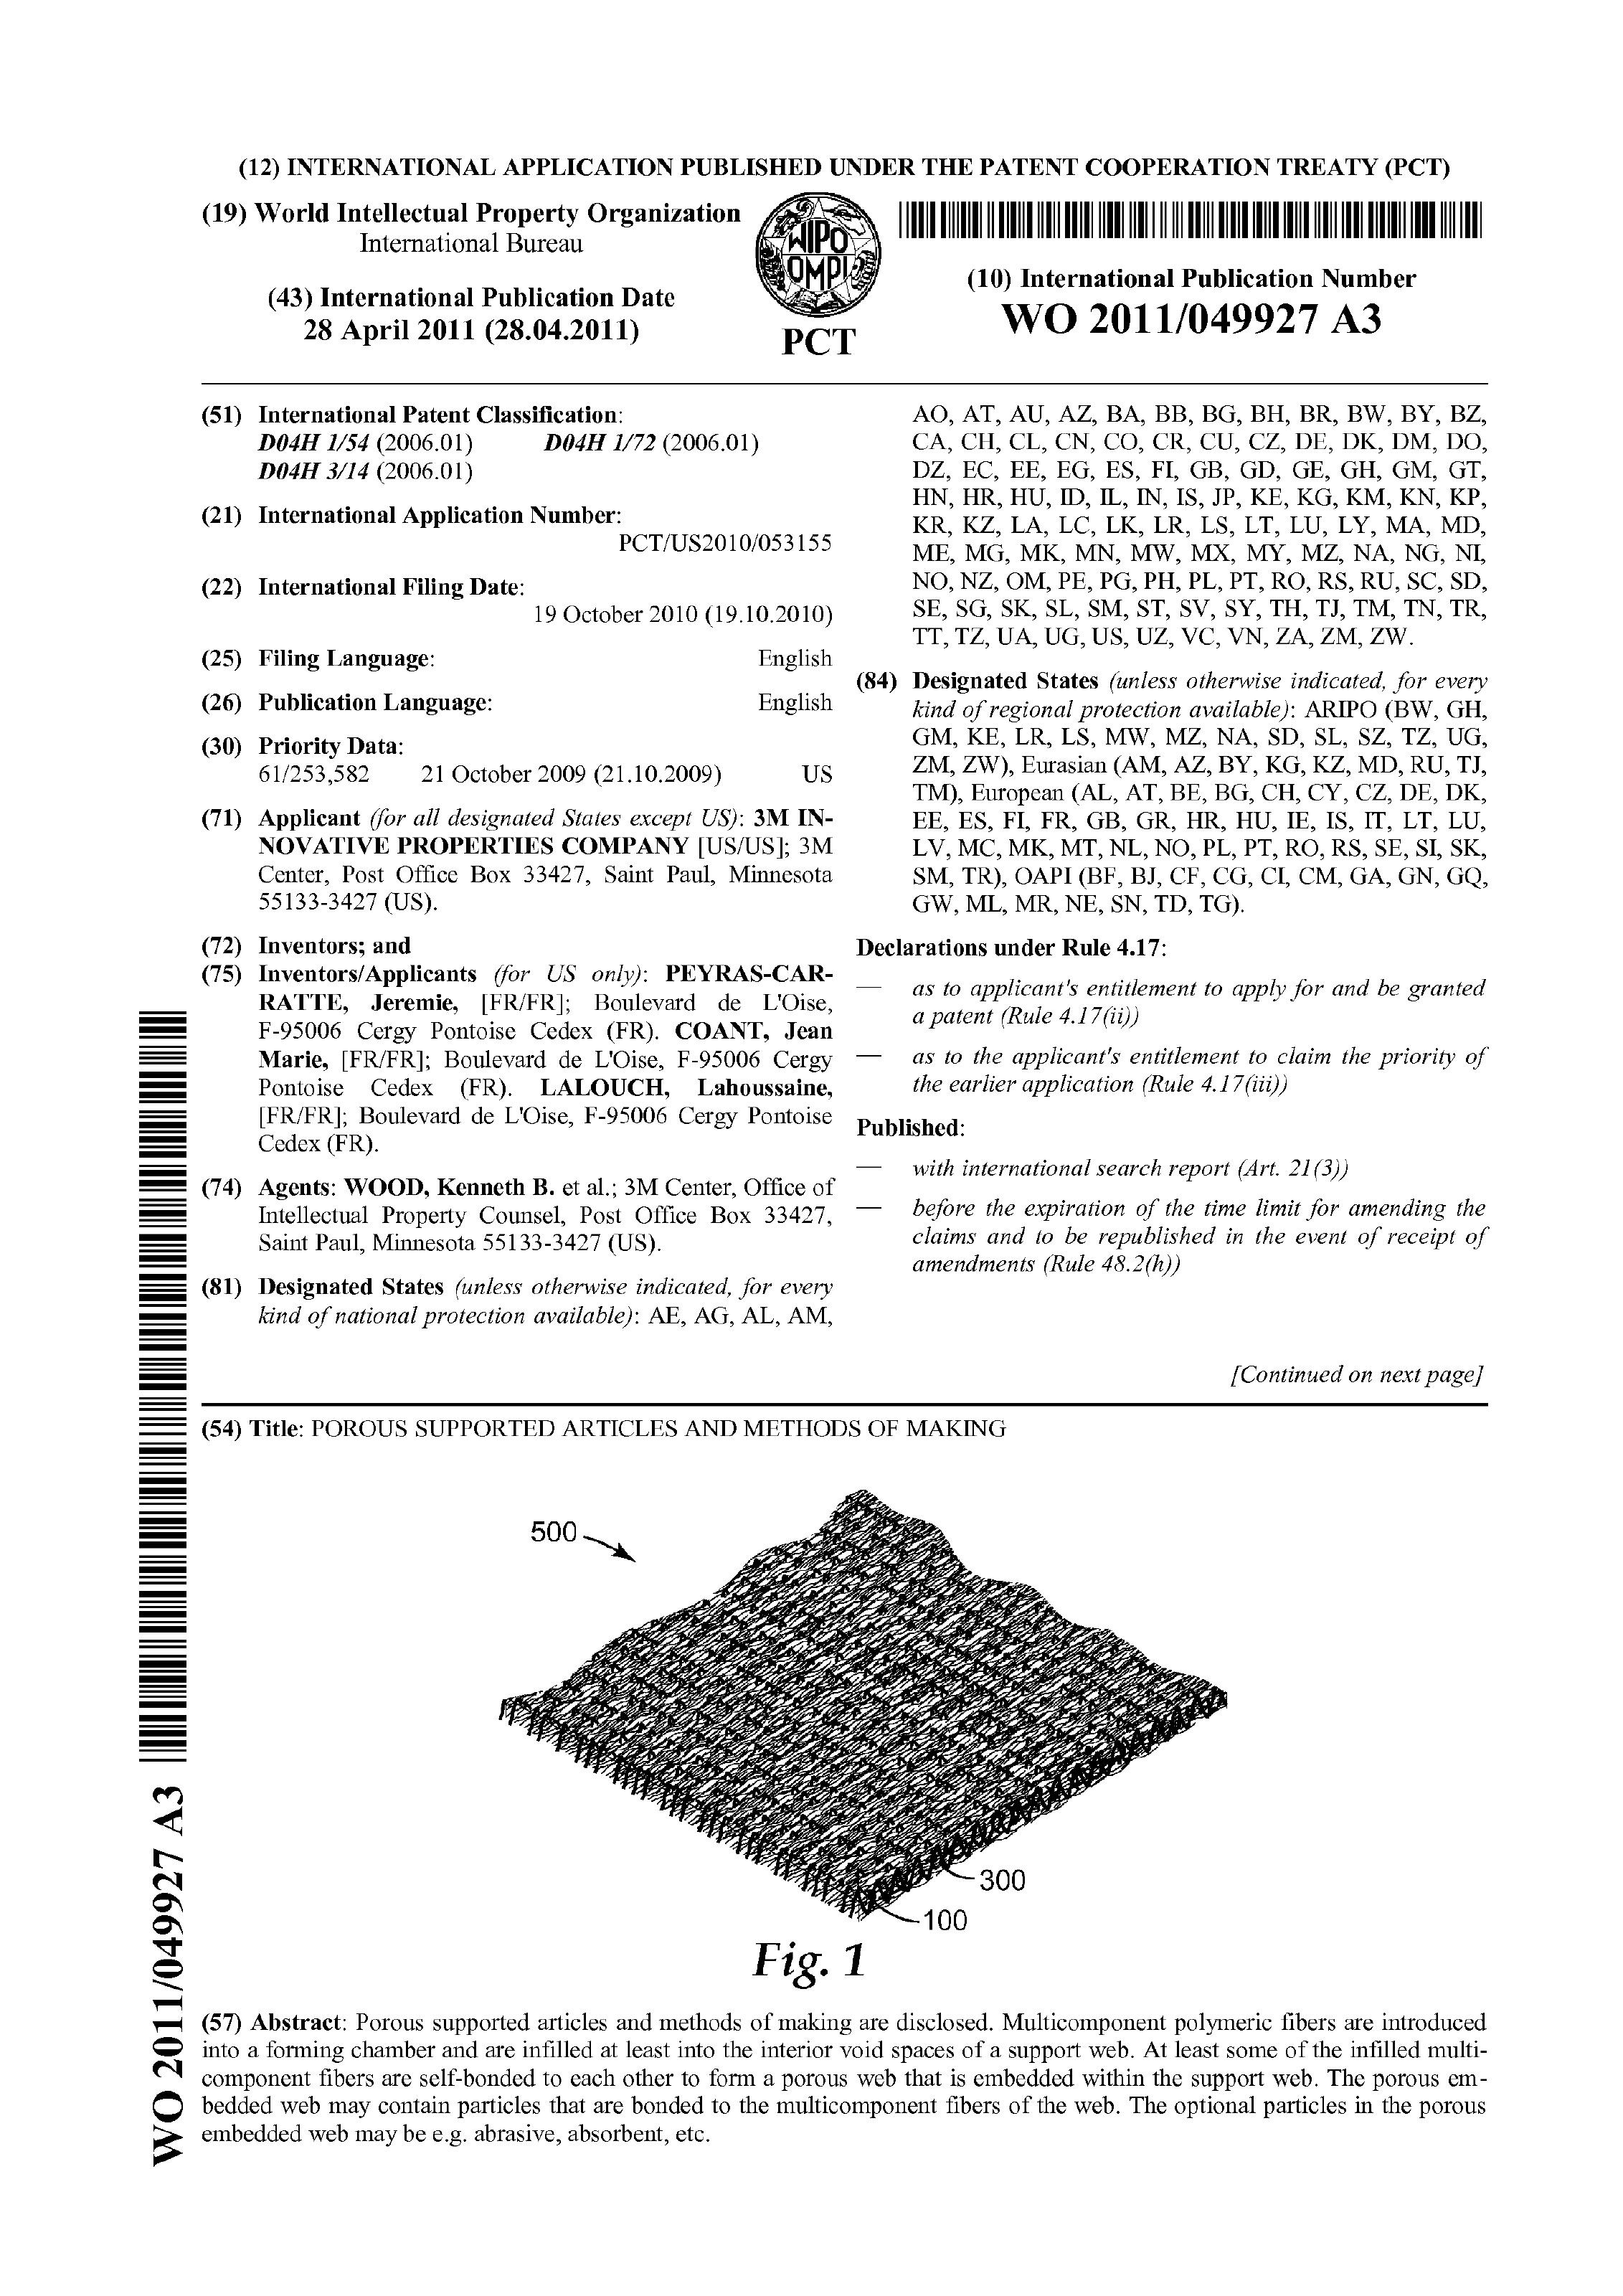 (12) INTERNATIONAL APPLICATION PUBLISHED UNDER THE PATENT COOPERATION TREATY (PCT)
(19) World Intellectual Property Organization
International Bureau
(43) International Publication Date
28 April 2011 (28.04.2011)
WIPO
OMPI
PCT
(10) International Publication Number
WO 2011/049927 A3
(51) International Patent Classification:
D04H 1/54 (2006.01) D04H 1/72 (2006.01)
D04H 3/14 (2006.01)
(21) International Application Number:
PCT/US2010/053155
(22) International Filing Date:
19 October 2010 (19.10.2010)
(25) Filing Language: English
(26) Publication Language: English
(30) Priority Data:
61/253,582 21 October 2009 (21.10.2009) US
(71) Applicant (for all designated States except US): 3M IN-
NOVATIVE PROPERTIES COMPANY [US/US]; 3M
Center, Post Office Box 33427, Saint Paul, Minnesota
55133-3427 (US).
(72) Inventors; and
(75) Inventors/Applicants (for US only): PEYRAS-CAR-
RATTE, Jeremie, [FR/FR]; Boulevard de L'Oise,
F-95006 Cergy Pontoise Cedex (FR). COANT, Jean
Marie, [FR/FR]; Boulevard de L'Oise, F-95006 Cergy
Pontoise Cedex (FR). LALOUCH, Lahoussaine,
[FR/FR]; Boulevard de L'Oise, F-95006 Cergy Pontoise
Cedex (FR).
(74) Agents: WOOD, Kenneth B. et al.; 3M Center, Office of
Intellectual Property Counsel, Post Office Box 33427,
Saint Paul, Minnesota 55133-3427 (US).
(81) Designated States (unless otherwise indicated, for every
kind of national protection available): AE, AG, AL, AM,
AO, AT, AU, AZ, BA, BB, BG, BH, BR, BW, BY, BZ,
CA, CH, CL, CN, CO, CR, CU, CZ, DE, DK, DM, DO,
DZ, EC, EE, EG, ES, FI, GB, GD, GE, GH, GM, GT,
HN, HR, HU, ID, IL, IN, IS, JP, KE, KG, KM, KN, KP,
KR, KZ, LA, LC, LK, LR, LS, LT, LU, LY, MA, MD,
ME, MG, MK, MN, MW, MX, MY, MZ, NA, NG, NI,
NO, NZ, OM, PE, PG, PH, PL, PT, RO, RS, RU, SC, SD,
SE, SG, SK, SL, SM, ST, SV, SY, TH, TJ, TM, TN, TR,
TT, TZ, UA, UG, US, UZ, VC, VN, ZA, ZM, ZW.
(84) Designated States (unless otherwise indicated, for every
kind of regional protection available): ARIPO (BW, GH,
GM, KE, LR, LS, MW, MZ, NA, SD, SL, SZ, TZ, UG,
ZM, ZW), Eurasian (AM, AZ, BY, KG, KZ, MD, RU, TJ,
TM), European (AL, AT, BE, BG, CH, CY, CZ, DE, DK,
EE, ES, FI, FR, GB, GR, HR, HU, IE, IS, IT, LT, LU,
LV, MC, MK, MT, NL, NO, PL, PT, RO, RS, SE, SI, SK,
SM, TR), OAPI (BF, BJ, CF, CG, CI, CM, GA, GN, GQ,
GW, ML, MR, NE, SN, TD, TG).
Declarations under Rule 4.17:
— as to applicant's entitlement to apply for and be granted
a patent (Rule 4.17(ii))
— as to the applicant's entitlement to claim the priority of
the earlier application (Rule 4.17(iii))
Published:
— with international search report (Art. 21(3))
— before the expiration of the time limit for amending the
claims and to be republished in the event of receipt of
amendments (Rule 48.2(h))
[Continued on next page]
(54) Title: POROUS SUPPORTED ARTICLES AND METHODS OF MAKING
500
300
100
Fig. 1
(57) Abstract: Porous supported articles and methods of making are disclosed. Multicomponent polymeric fibers are introduced
into a forming chamber and are infilled at least into the interior void spaces of a support web. At least some of the infilled multi-
component fibers are self-bonded to each other to form a porous web that is embedded within the support web. The porous em-
bedded web may contain particles that are bonded to the multicomponent fibers of the web. The optional particles in the porous
embedded web may be e.g. abrasive, absorbent, etc.
WO 2011/049927 A3